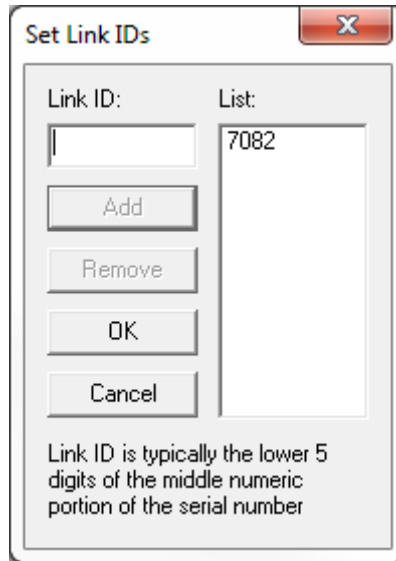 Set Link IDs
Link ID:
List:
7082
Add
Remove
OK
Cancel
Link ID is typically the lower 5
digits of the middle numeric
portion of the serial number